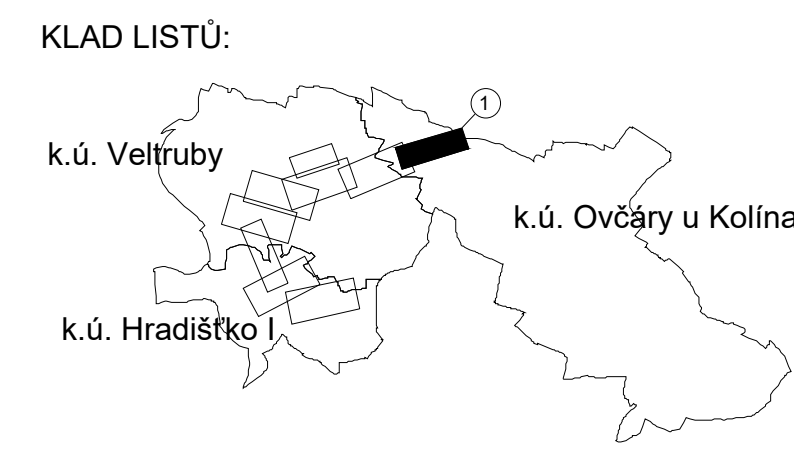 KLAD LISTŮ:
1
k.ú. Veltruby
k.ú. Ovčáry u Kolína
k.ú. Hradišťko I